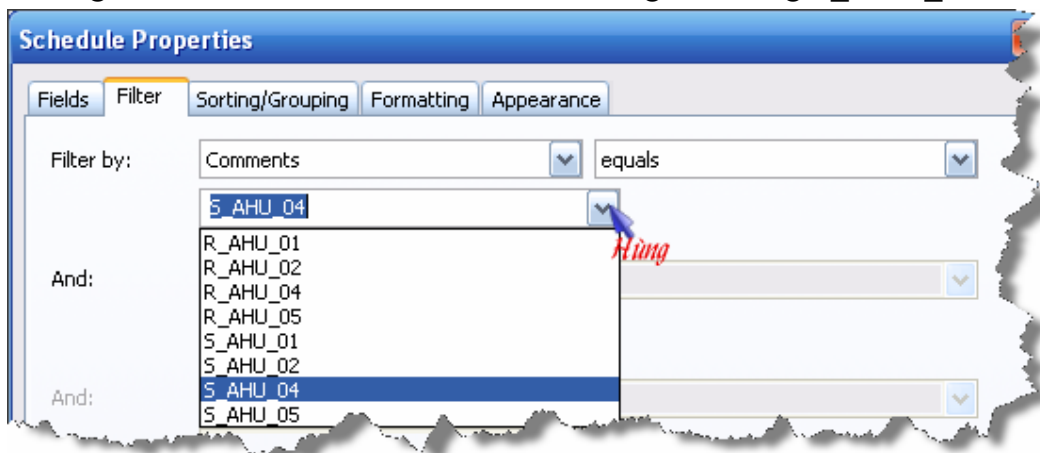 Schedule Properties
Fields Filter Sorting/Grouping Formatting Appearance
Filter by: Comments equals
S_AHU_04
Hùng
R_AHU_01
R_AHU_02
And:
R_AHU_04
R_AHU_05
S_AHU_01
S_AHU_02
S_AHU_04
And:
S_AHU_05